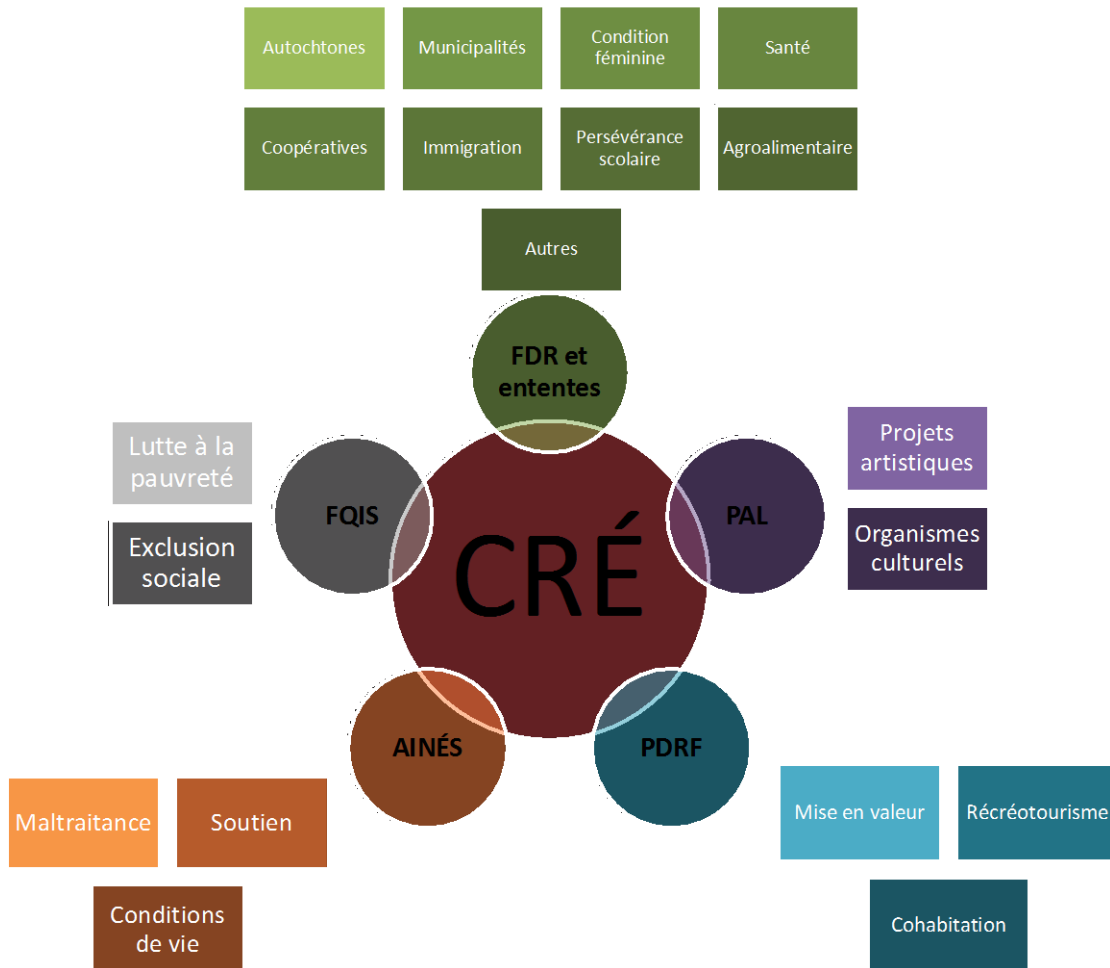 Autochtones
Municipalités
Condition
féminine
Santé
Coopératives
Immigration
Persévérance
scolaire
Agroalimentaire
Autres
FDR et
ententes
Lutte à la
pauvreté
Exclusion
sociale
FQIS
CRÉ
PAL
Projets
artistiques
Organismes
culturels
AINÉS
PDRF
Maltraitance
Soutien
Conditions
de vie
Mise en valeur
Récréotourisme
Cohabitation